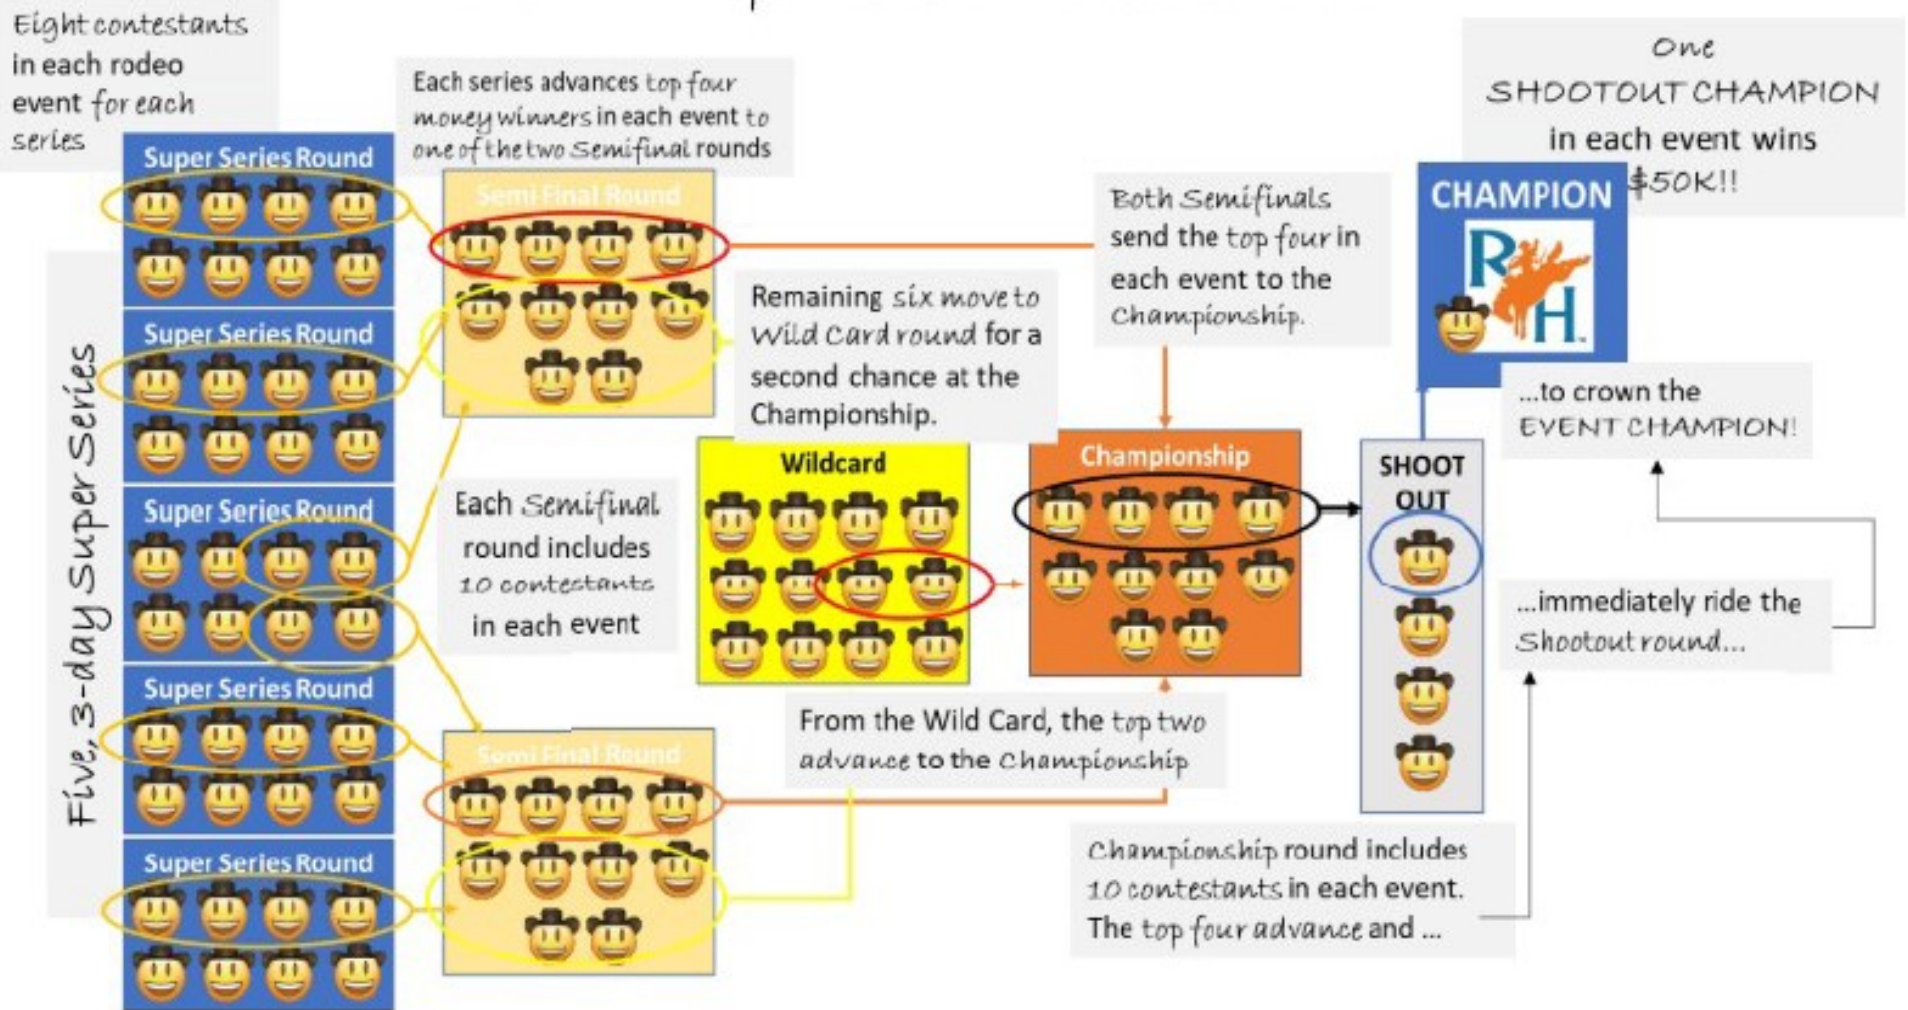 Eight contestants
in each rodeo
event for each
series
Each series advances top four
money winners in each event to
one of the two Semifinal rounds
One
SHOOTOUT CHAMPION
in each event wins
$50K!!
Five, 3-day Super Series
Super Series Round
Super Series Round
Super Series Round
Super Series Round
Super Series Round
Semi Final Round
Remaining six move to
Wild Card round for a
second chance at the
Championship.
Both Semifinals
send the top four in
each event to the
Championship.
CHAMPION
R
H
...to crown the
EVENT CHAMPION!
Each Semifinal
round includes
10 contestants
in each event
Wildcard
Championship
SHOOT
OUT
...immediately ride the
Shootout round...
From the Wild Card, the top two
advance to the Championship
Semi Final Round
Championship round includes
10 contestants in each event.
The top four advance and ...